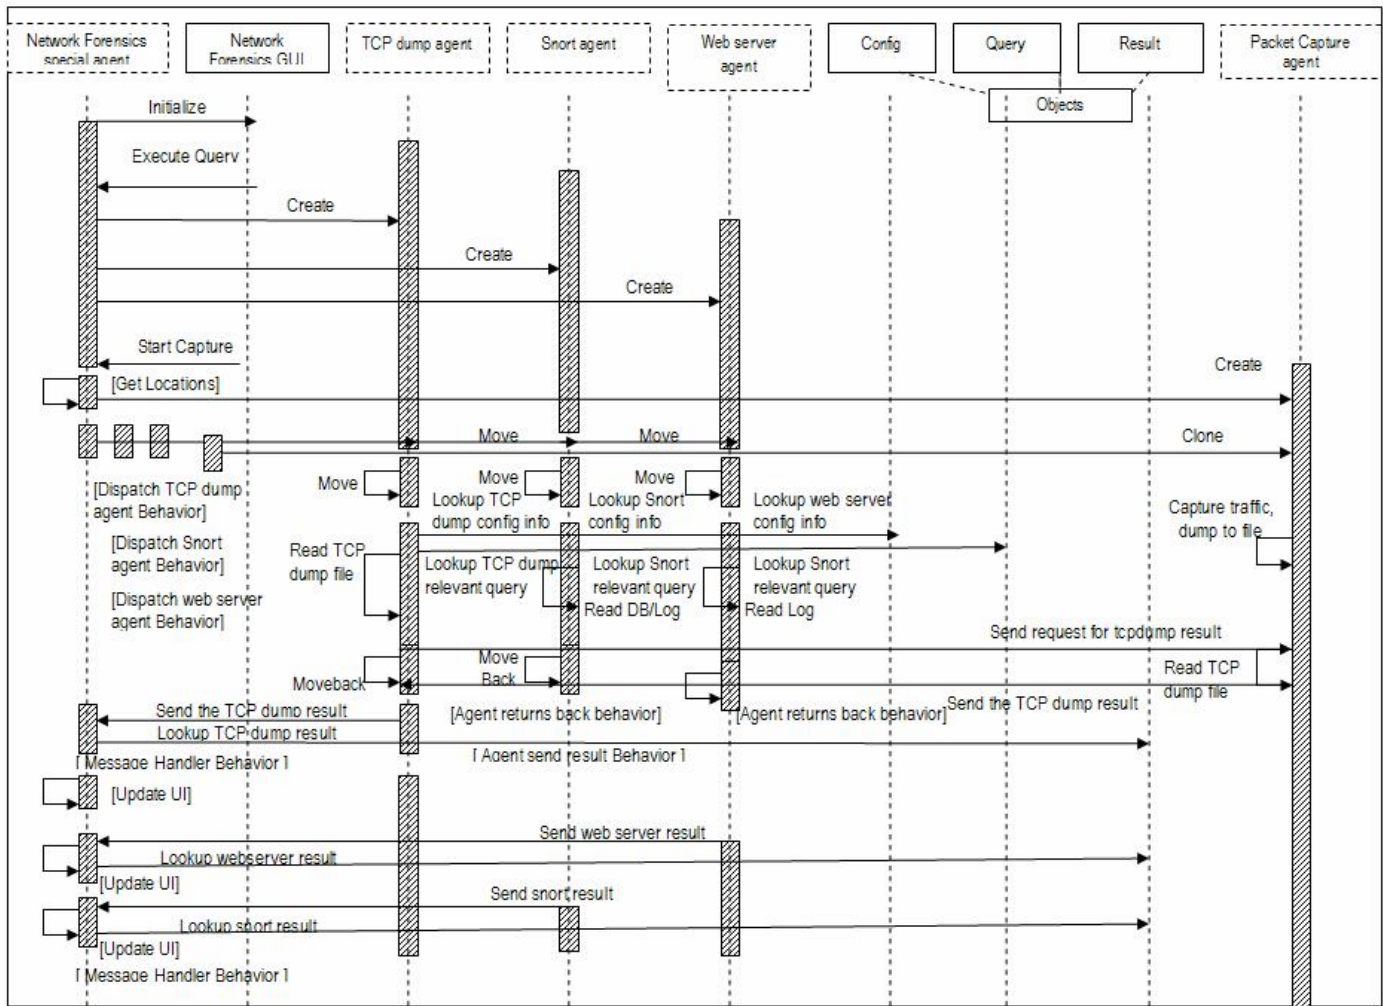 Network Forensics
special agent
Network
Forensics GUI
TCP dump agent
Snort agent
Web server
agent
Config
Query
Result
Packet Capture
agent
Objects
Initialize
Execute Query
Create
Create
Create
Start Capture
Create
[Get Locations]
Move
Move
Clone
Move
Move
Move
[Dispatch TCP dump
agent Behavior]
Lookup TCP
dump config info
Lookup Snort
config info
Lookup web server
config info
Capture traffic,
dump to file
[Dispatch Snort
agent Behavior]
Read TCP
dump file
Lookup TCP dump
relevant query
Lookup Snort
relevant query
Read DB/Log
Lookup Snort
relevant query
Read Log
[Dispatch web server
agent Behavior]
Send request for tcpdump result
Move
Back
Moveback
Read TCP
dump file
Send the TCP dump result
[Agent returns back behavior]
[Agent returns back behavior]
Send the TCP dump result
Lookup TCP dump result
[ Message Handler Behavior ]
[ Agent send result Behavior ]
[Update UI]
Send web server result
Lookup webserver result
[Update UI]
Send snort result
Lookup snort result
[Update UI]
[ Message Handler Behavior ]